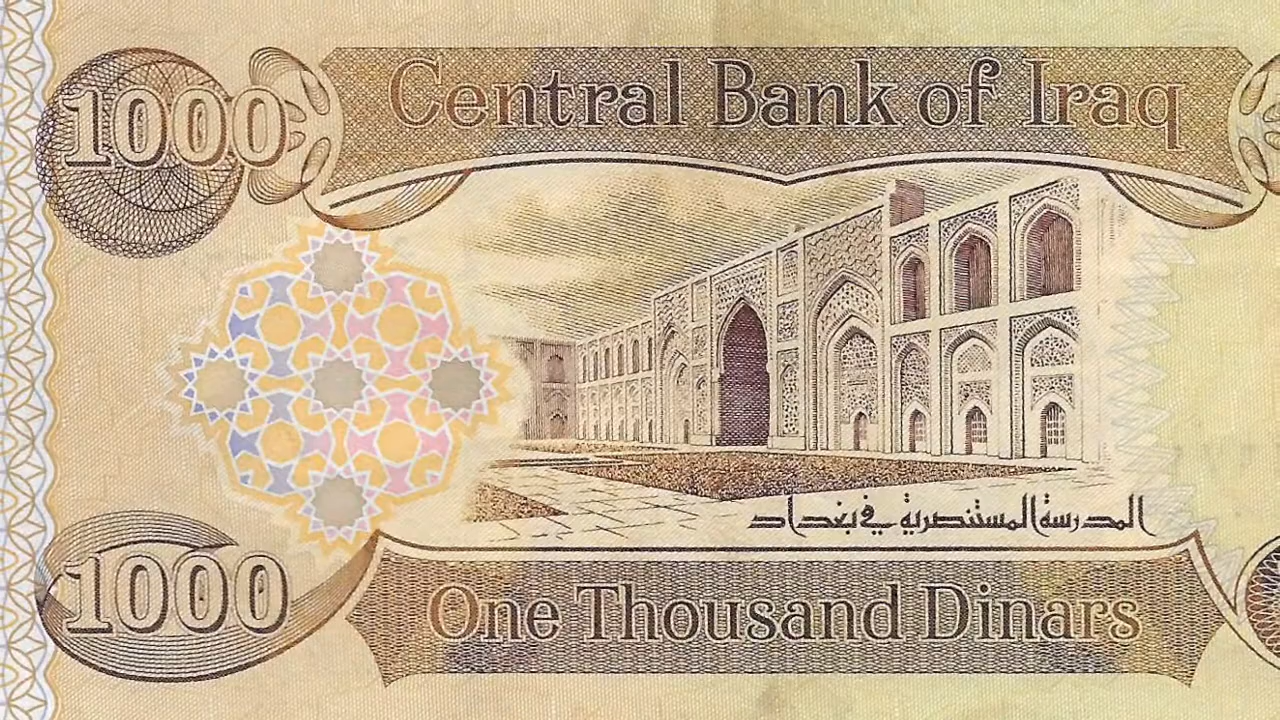 1000
Central Bank of Iraq
المدرسة المستنصرية في بغداد
1000
One Thousand Dinars